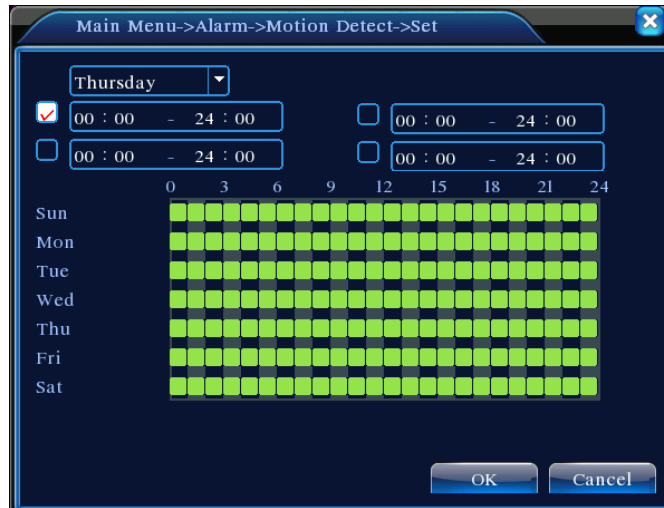 Main Menu->Alarm->Motion Detect->Set
Thursday
00 : 00 - 24 : 00 00 : 00 - 24 : 00
00 : 00 - 24 : 00 00 : 00 - 24 : 00
0 3 6 9 12 15 18 21 24
Sun
Mon
Tue
Wed
Thu
Fri
Sat
OK Cancel